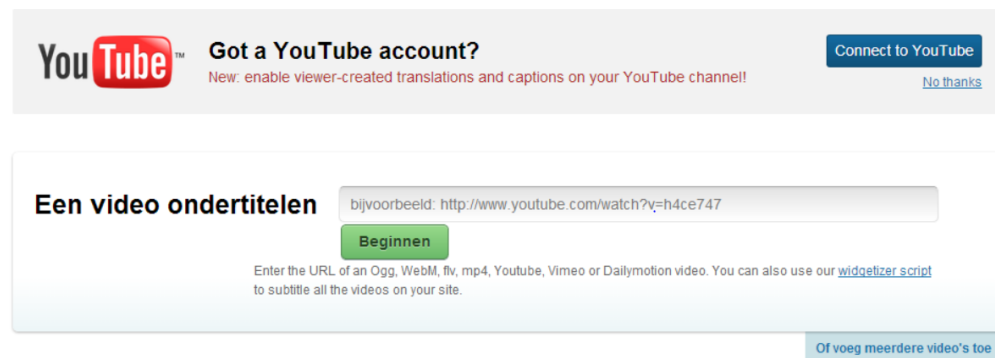 You Tube™
Got a YouTube account?
New: enable viewer-created translations and captions on your YouTube channel!
Connect to YouTube
No thanks
Een video ondertitelen
bijvoorbeeld: http://www.youtube.com/watch?v=h4ce747
Beginnen
Enter the URL of an Ogg, WebM, flv, mp4, Youtube, Vimeo or Dailymotion video. You can also use our widgetizer script
to subtitle all the videos on your site.
Of voeg meerdere video's toe